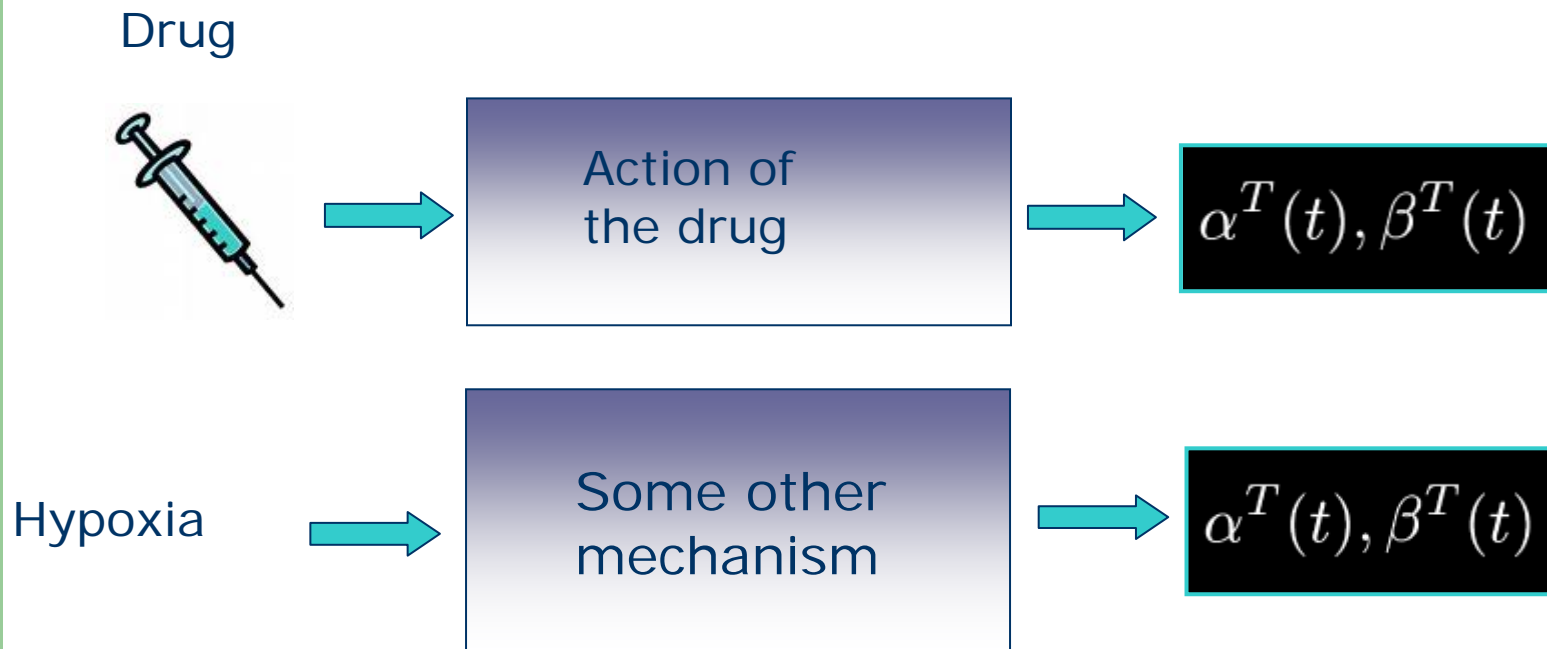 Drug
Action of
the drug
α^T(t), β^T(t)
Hypoxia
Some other
mechanism
α^T(t), β^T(t)